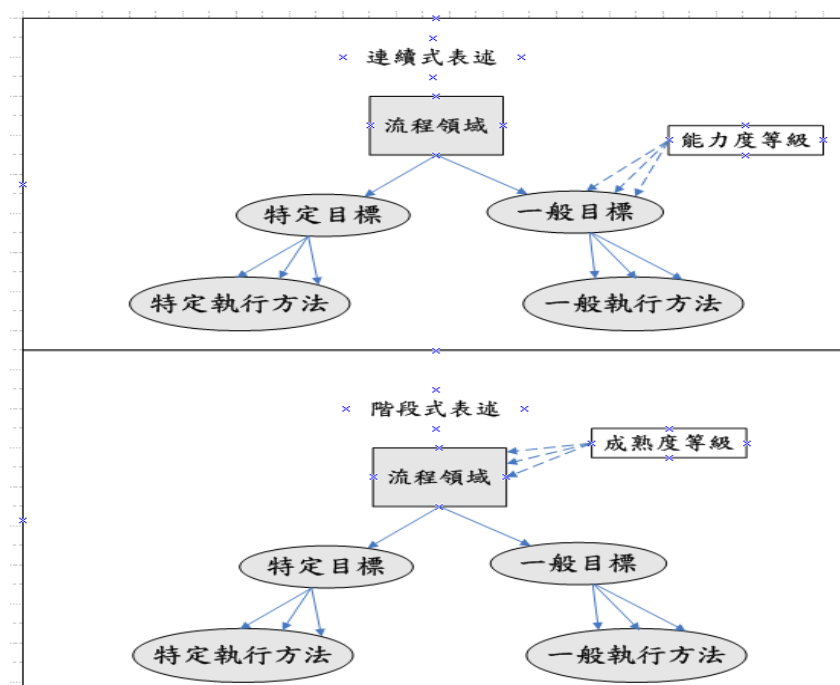 連續式表述
流程領域
能力度等級
特定目標
一般目標
特定執行方法
一般執行方法
階段式表述
成熟度等級
流程領域
特定目標
一般目標
特定執行方法
一般執行方法